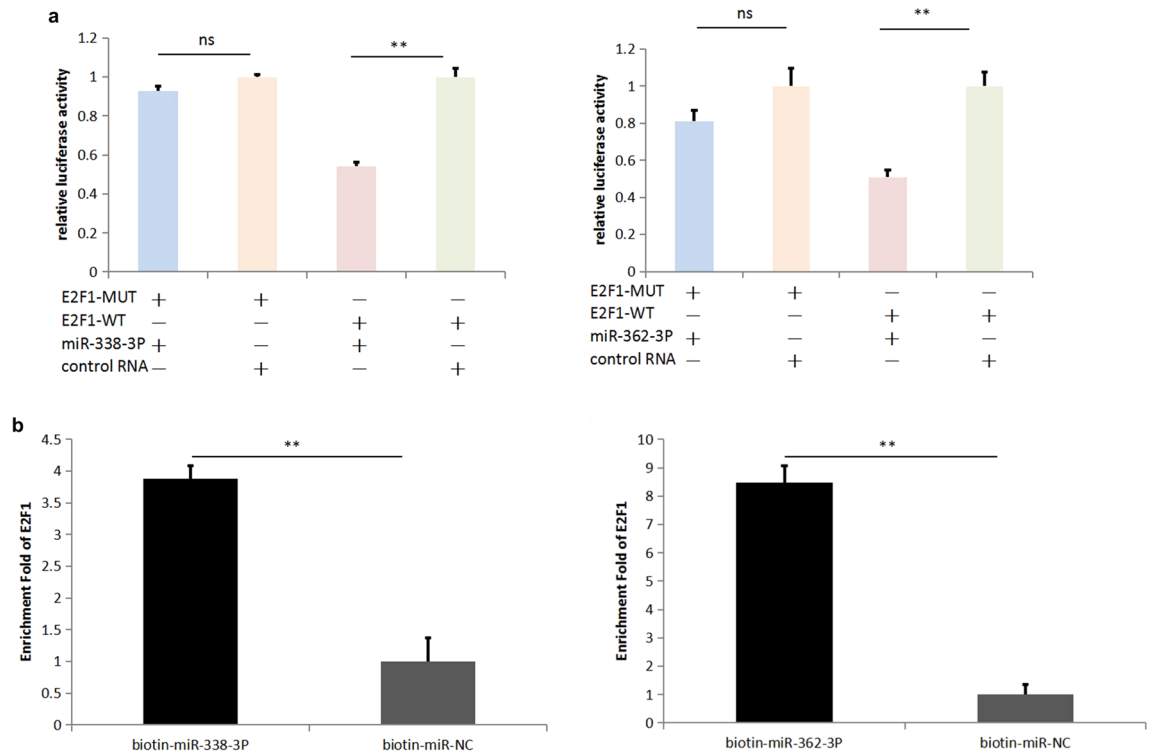 a
ns
**
1.2
1
0.8
0.6
0.4
0.2
0
relative luciferase activity
E2F1-MUT + + — —
E2F1-WT — — + +
miR-338-3P + — + —
control RNA — + — +
ns
**
1.2
1
0.8
0.6
0.4
0.2
0
relative luciferase activity
E2F1-MUT + + — —
E2F1-WT — — + +
miR-362-3P + — + —
control RNA — + — +
b
**
4.5
4
3.5
3
2.5
2
1.5
1
0.5
0
Enrichment Fold of E2F1
biotin-miR-338-3P biotin-miR-NC
**
10
9
8
7
6
5
4
3
2
1
0
Enrichment Fold of E2F1
biotin-miR-362-3P biotin-miR-NC